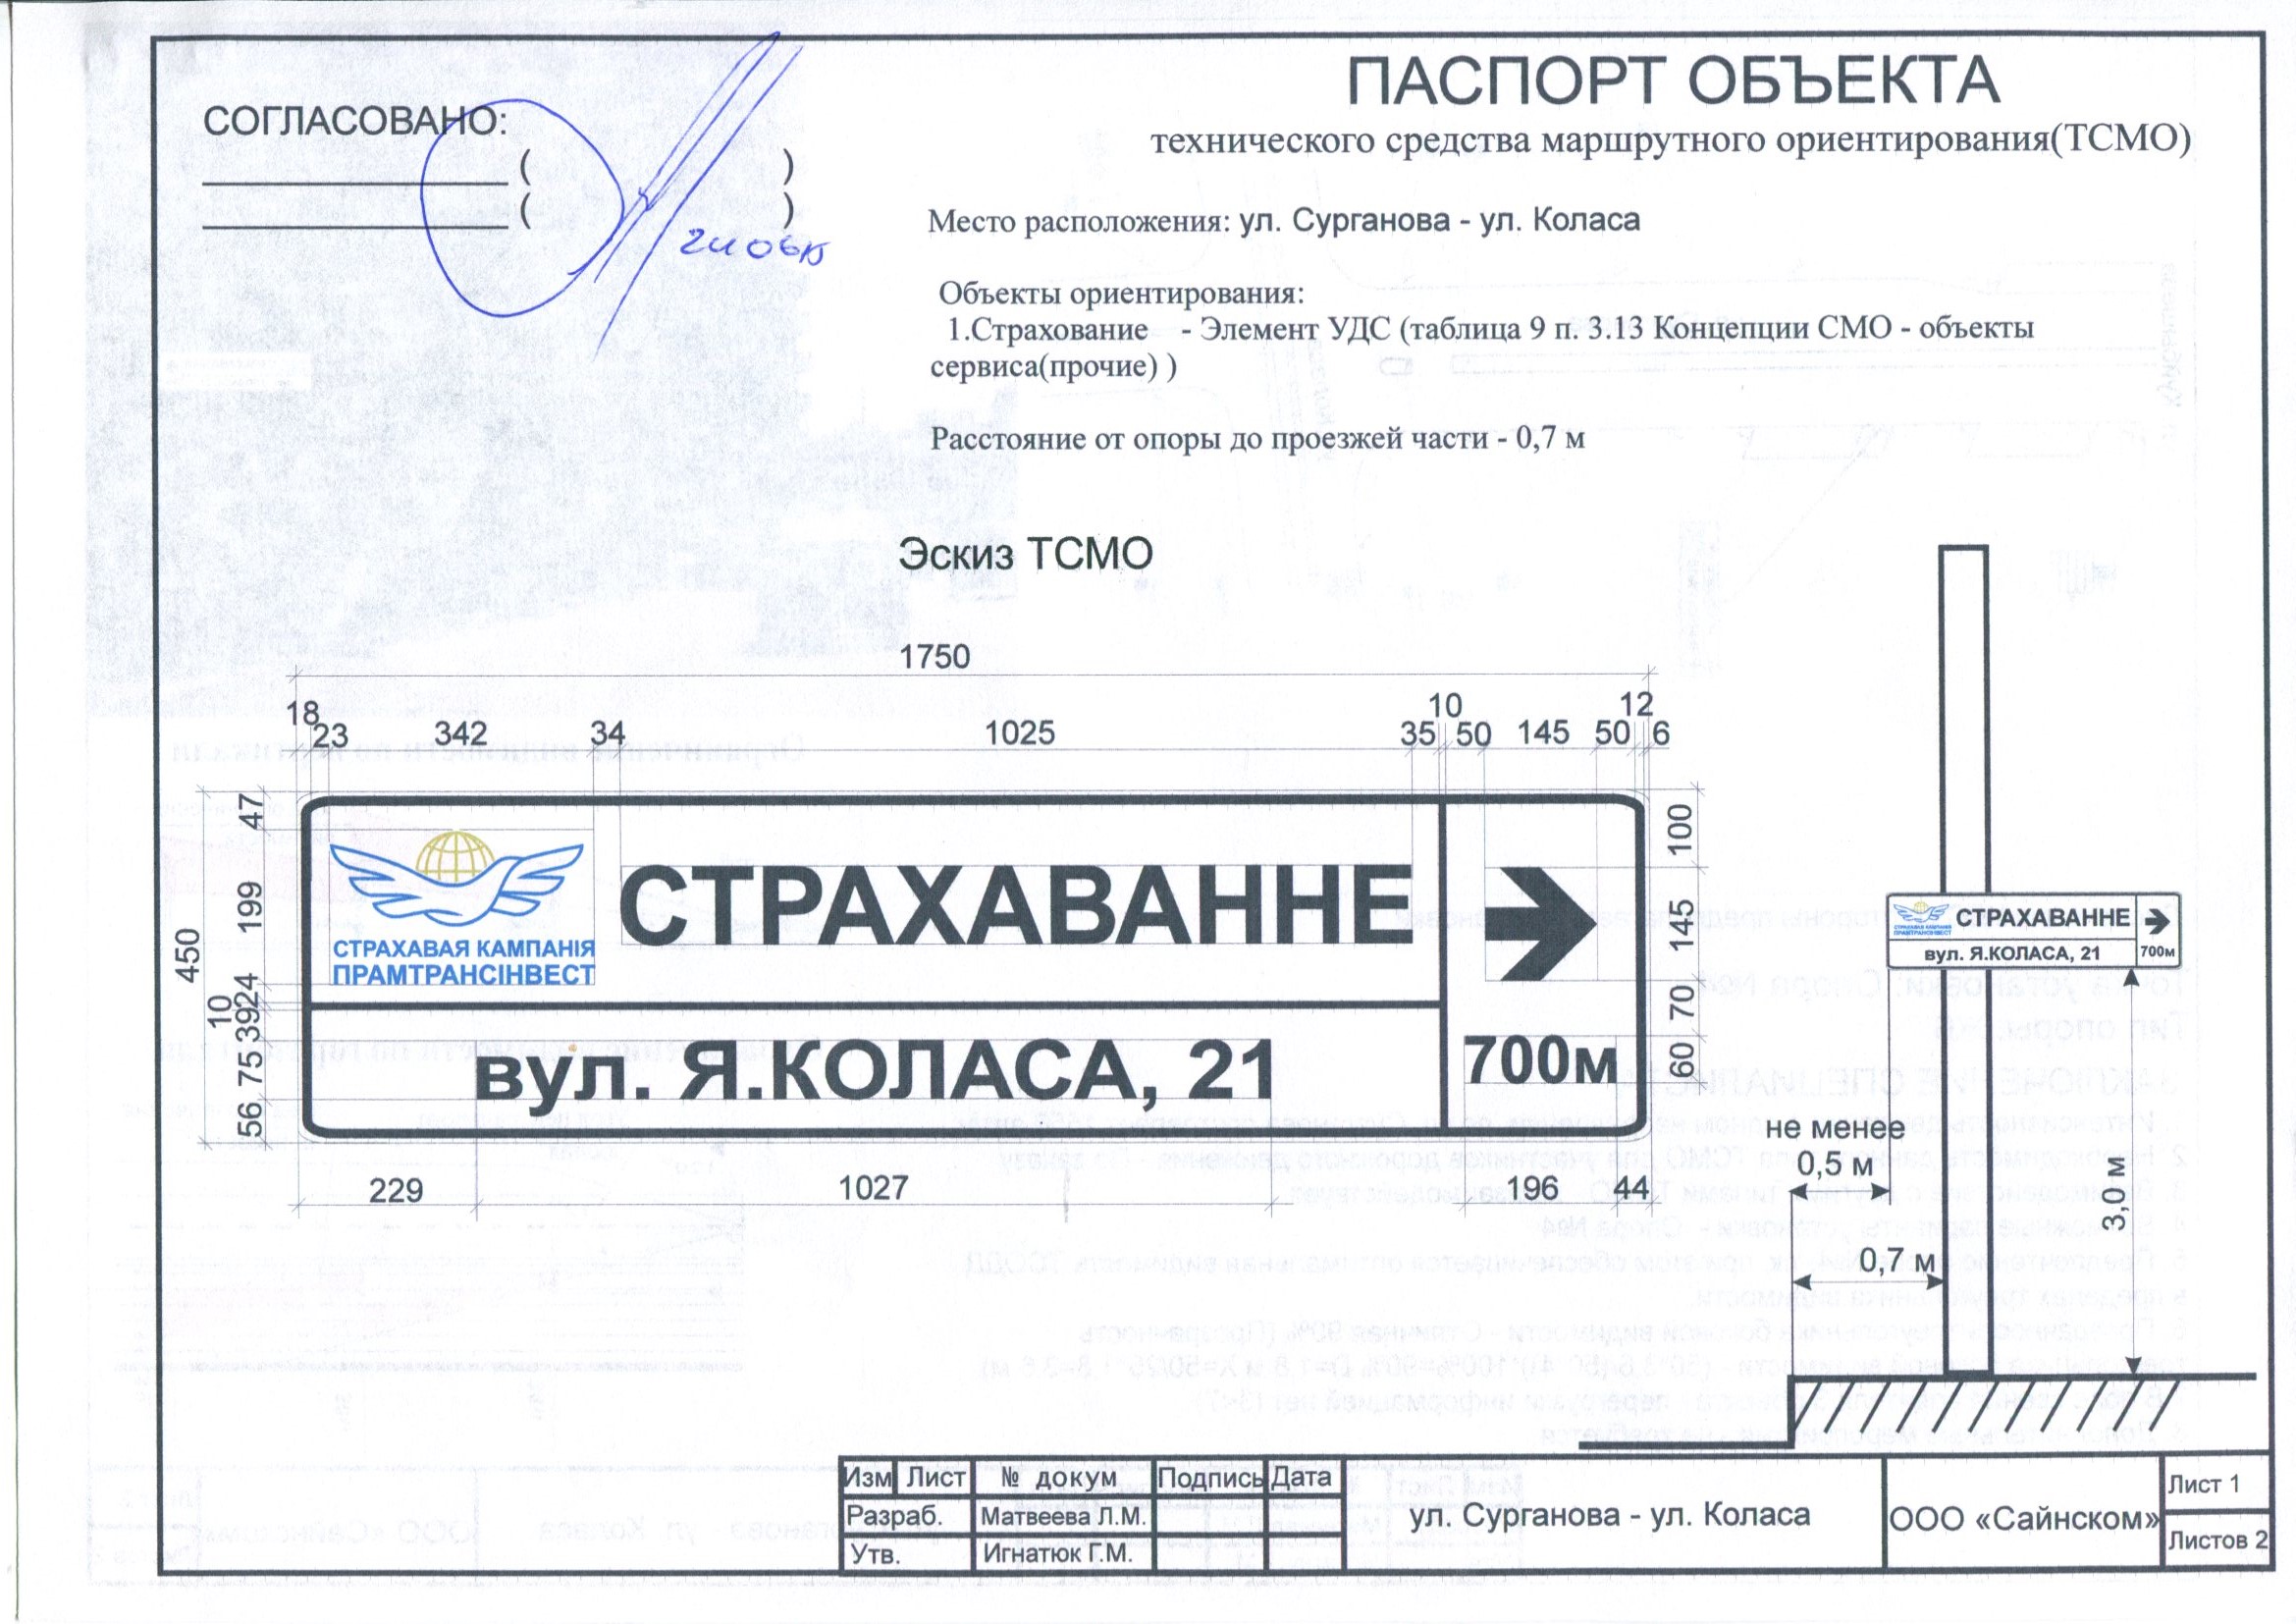 СОГЛАСОВАНО:
( )
( )
ПАСПОРТ ОБЪЕКТА
технического средства маршрутного ориентирования(ТСМО)
Место расположения: ул. Сурганова - ул. Коласа
Объекты ориентирования:
1.Страхование - Элемент УДС (таблица 9 п. 3.13 Концепции СМО - объекты
сервиса(прочие) )
Расстояние от опоры до проезжей части - 0,7 м
Эскиз ТСМО
1750
18 23 342 34 1025 35 10 50 145 50 12 6
450
47 199 24 10 39 75 56
СТРАХАВАЯ КАМПАНІЯ
ПРАМТРАНСІНВЕСТ
СТРАХАВАННЕ
вул. Я.КОЛАСА, 21
700м
100 145 70 60
229 1027 196 44
СТРАХАВАЯ КАМПАНІЯ
ПРАМТРАНСІНВЕСТ
СТРАХАВАННЕ
вул. Я.КОЛАСА, 21
700м
не менее
0,5 м
0,7 м
3,0 м
Изм Лист № докум Подпись Дата
Разраб. Матвеева Л.М.
Утв. Игнатюк Г.М.
ул. Сурганова - ул. Коласа
ООО «Сайнском»
Лист 1
Листов 2